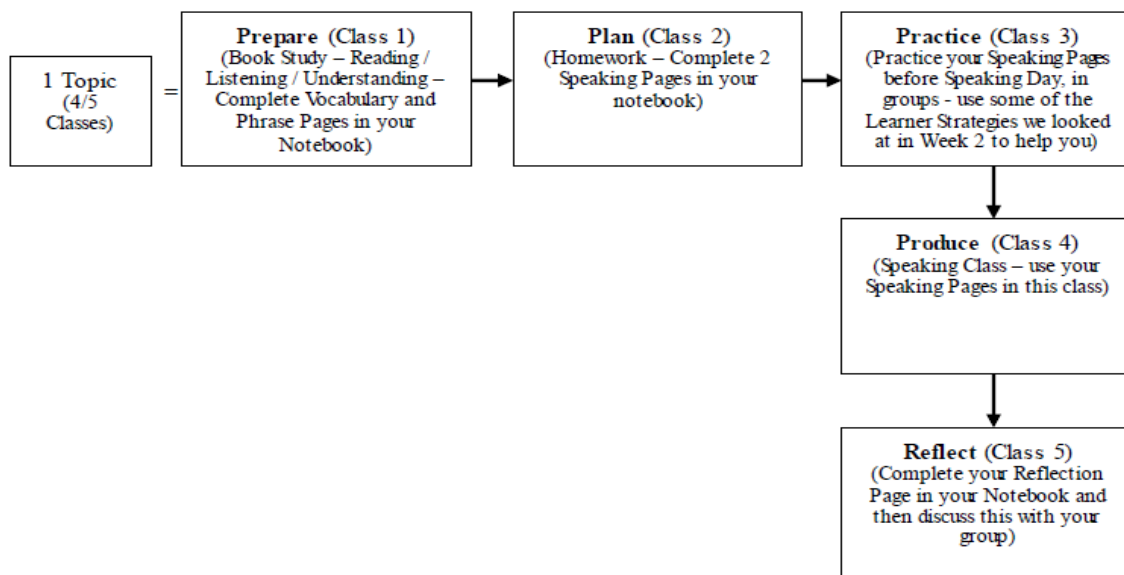 1 Topic
(4/5
Classes)
=
Prepare (Class 1)
(Book Study – Reading /
Listening / Understanding –
Complete Vocabulary and
Phrase Pages in your
Notebook)
Plan (Class 2)
(Homework – Complete 2
Speaking Pages in your
notebook)
Practice (Class 3)
(Practice your Speaking Pages
before Speaking Day, in
groups - use some of the
Learner Strategies we looked
at in Week 2 to help you)
Produce (Class 4)
(Speaking Class – use your
Speaking Pages in this class)
Reflect (Class 5)
(Complete your Reflection
Page in your Notebook and
then discuss this with your
group)